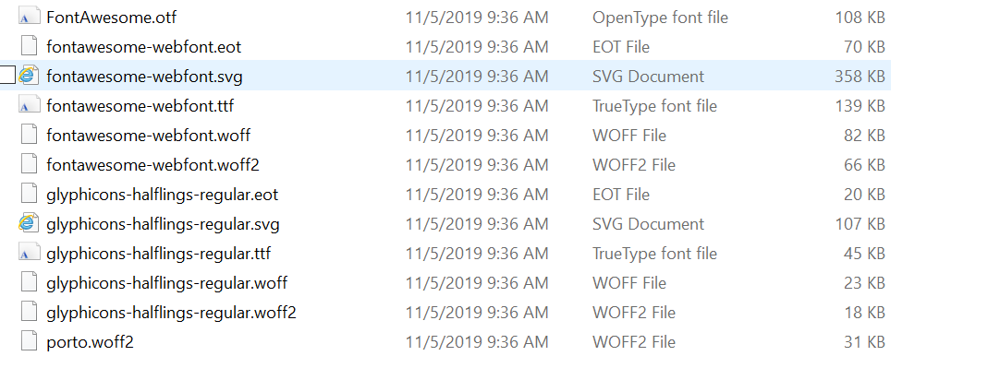 FontAwesome.otf 11/5/2019 9:36 AM OpenType font file 108 KB
fontawesome-webfont.eot 11/5/2019 9:36 AM EOT File 70 KB
fontawesome-webfont.svg 11/5/2019 9:36 AM SVG Document 358 KB
fontawesome-webfont.ttf 11/5/2019 9:36 AM TrueType font file 139 KB
fontawesome-webfont.woff 11/5/2019 9:36 AM WOFF File 82 KB
fontawesome-webfont.woff2 11/5/2019 9:36 AM WOFF2 File 66 KB
glyphicons-halflings-regular.eot 11/5/2019 9:36 AM EOT File 20 KB
glyphicons-halflings-regular.svg 11/5/2019 9:36 AM SVG Document 107 KB
glyphicons-halflings-regular.ttf 11/5/2019 9:36 AM TrueType font file 45 KB
glyphicons-halflings-regular.woff 11/5/2019 9:36 AM WOFF File 23 KB
glyphicons-halflings-regular.woff2 11/5/2019 9:36 AM WOFF2 File 18 KB
porto.woff2 11/5/2019 9:36 AM WOFF2 File 31 KB